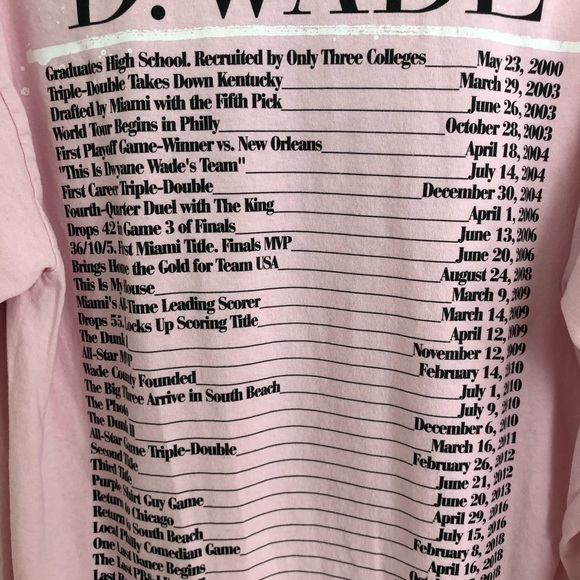 D. WADE
Graduates High School. Recruited by Only Three Colleges May 23, 2000
Triple-Double Takes Down Kentucky March 29, 2003
Drafted by Miami with the Fifth Pick June 26, 2003
World Tour Begins in Philly October 28, 2003
First Playoff Game-Winner vs. New Orleans April 18, 2004
"This Is Dwyane Wade's Team" July 14, 2004
First Career Triple-Double December 30, 2004
Fourth-Quarter Duel with The King April 1, 2006
Drops 42 in Game 3 of Finals June 13, 2006
36/10/5. First Miami Title. Finals MVP June 20, 2006
Brings Home the Gold for Team USA August 24, 2008
This Is My House March 9, 2009
Miami's All-Time Leading Scorer March 14, 2009
Drops 55. Locks Up Scoring Title April 12, 2009
The Dunk I November 12, 2009
All-Star MVP February 14, 2010
Wade County Founded July 1, 2010
The Big Three Arrive in South Beach July 9, 2010
The Photo December 6, 2010
The Dunk II March 16, 2011
All-Star Game Triple-Double February 26, 2012
Second Title June 21, 2012
Third Title June 20, 2013
Purple Shirt Guy Game April 29, 2016
Return to Chicago July 15, 2016
Return to South Beach February 8, 2018
Local Philly Comedian Game April 16, 2018
One Last Dance Begins
Last